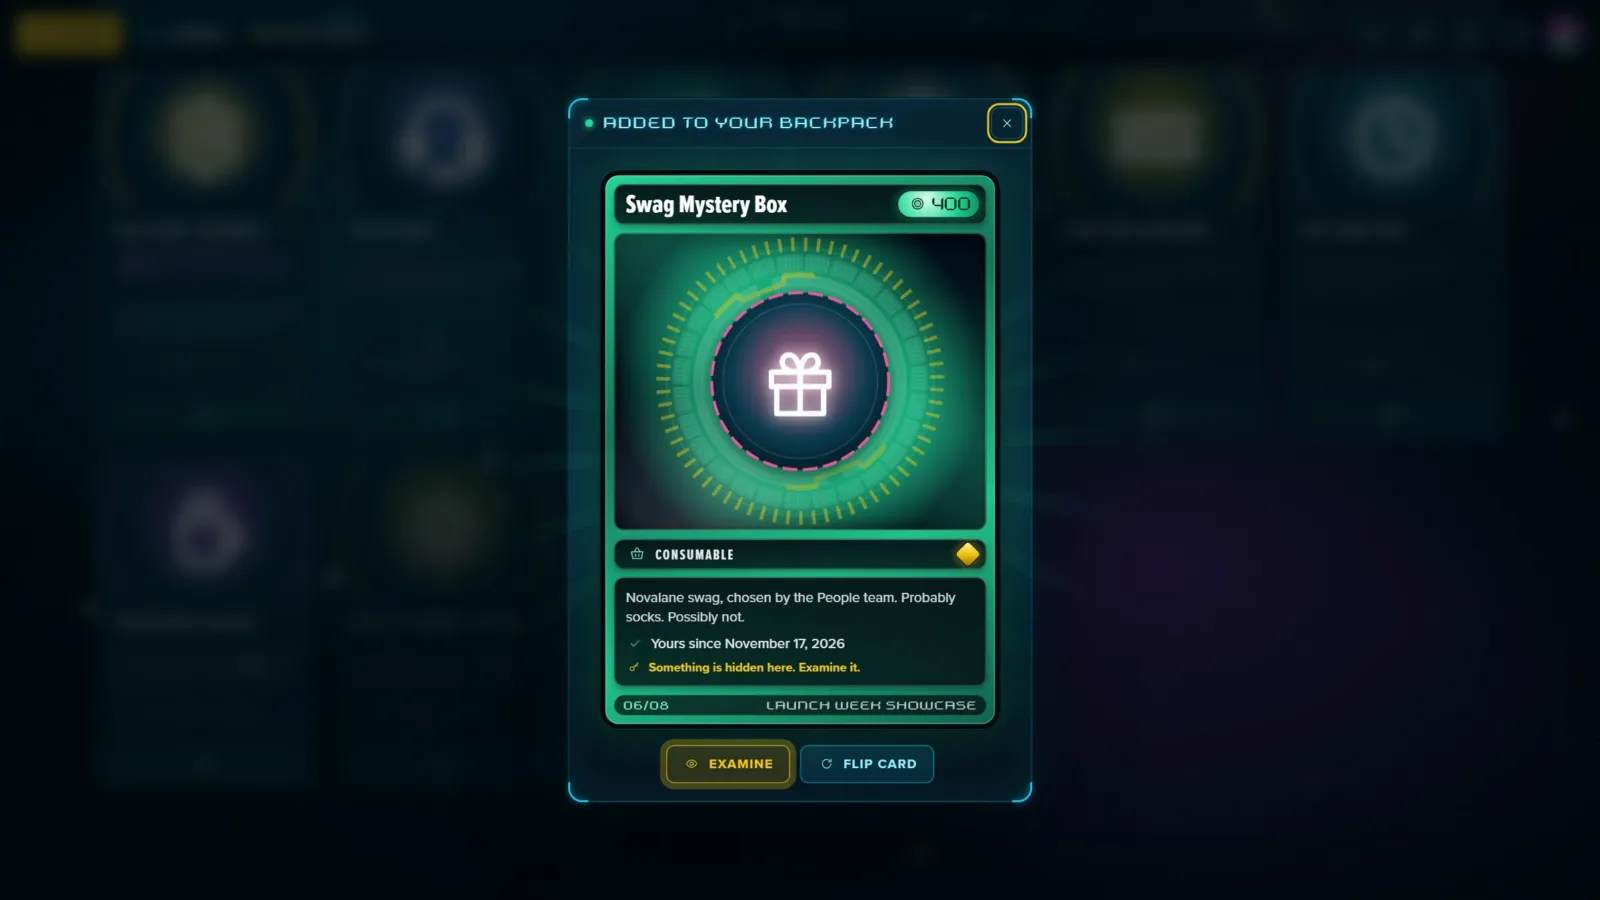 ADDED TO YOUR BACKPACK
Swag Mystery Box
400
CONSUMABLE
Novalane swag, chosen by the People team. Probably
socks. Possibly not.
Yours since November 17, 2026
Something is hidden here. Examine it.
06/08
LAUNCH WEEK SHOWCASE
EXAMINE
FLIP CARD